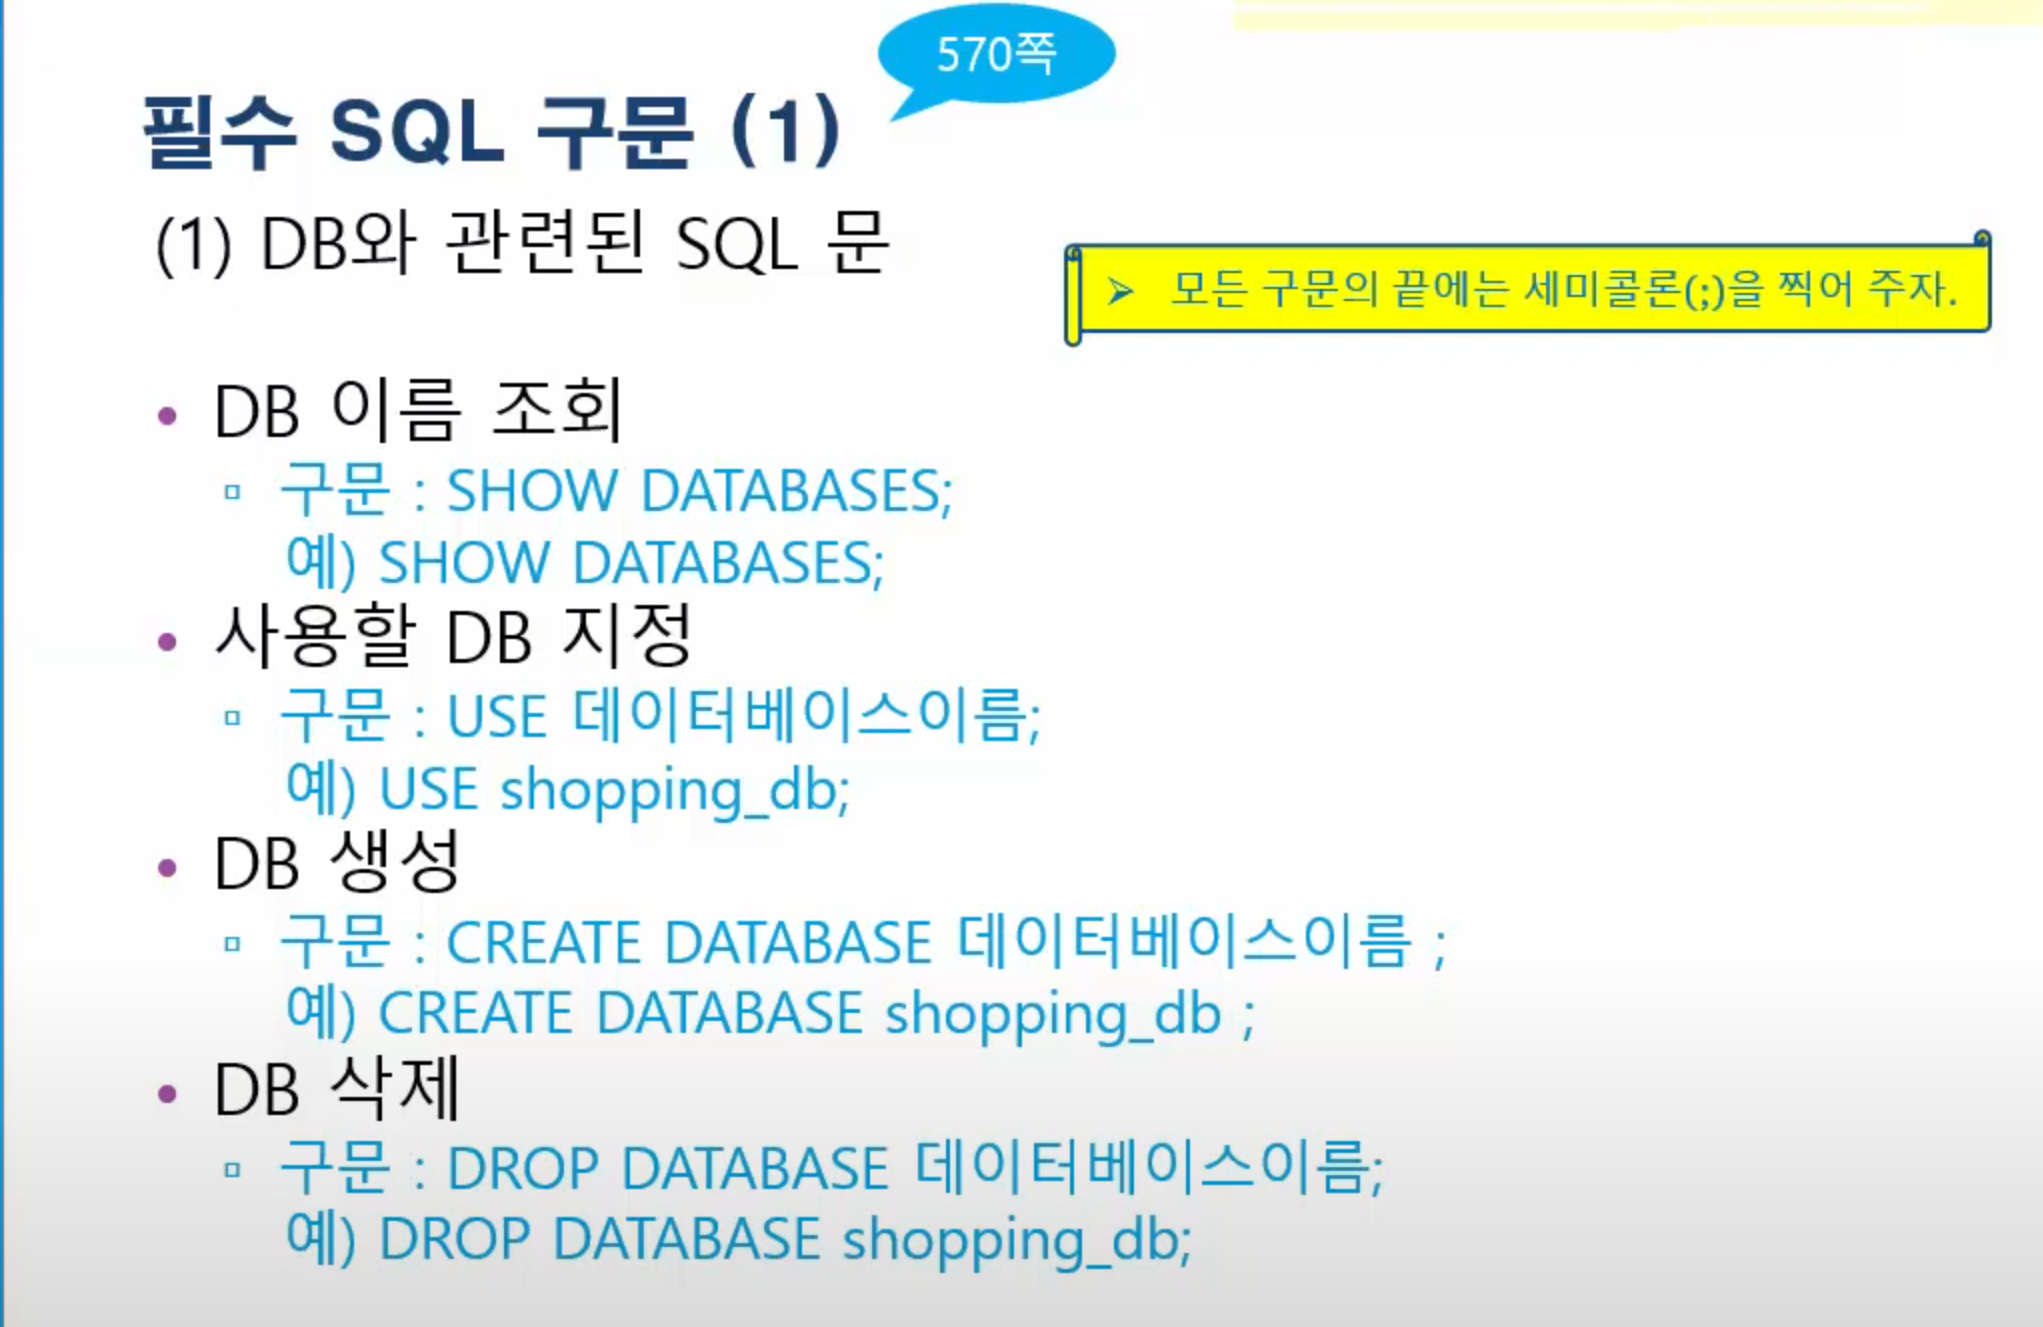 570쪽
필수 SQL 구문 (1)
(1) DB와 관련된 SQL 문
➢ 모든 구문의 끝에는 세미콜론(;)을 찍어 주자.
• DB 이름 조회
▫ 구문 : SHOW DATABASES;
예) SHOW DATABASES;
• 사용할 DB 지정
▫ 구문 : USE 데이터베이스이름;
예) USE shopping_db;
• DB 생성
▫ 구문 : CREATE DATABASE 데이터베이스이름 ;
예) CREATE DATABASE shopping_db ;
• DB 삭제
▫ 구문 : DROP DATABASE 데이터베이스이름;
예) DROP DATABASE shopping_db;